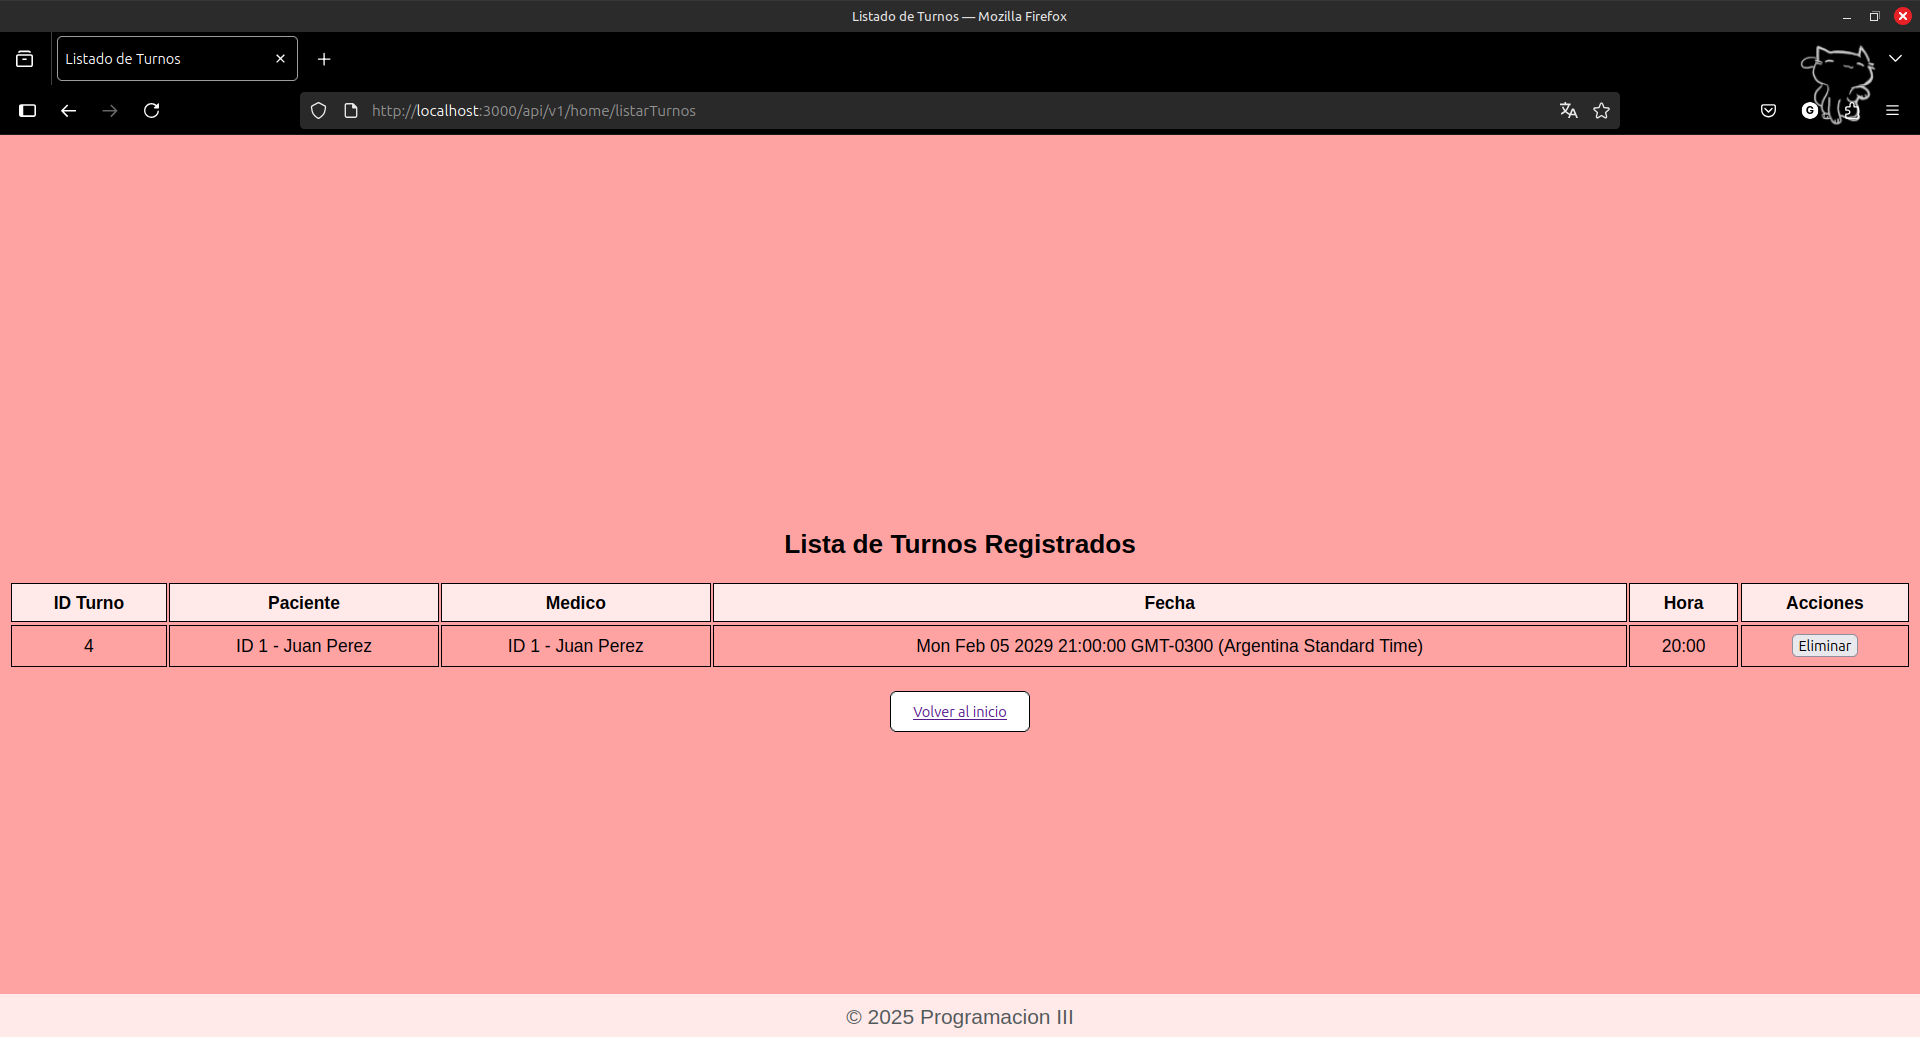 Listado de Turnos — Mozilla Firefox
Listado de Turnos
http://localhost:3000/api/v1/home/listarTurnos
G
Lista de Turnos Registrados
ID Turno Paciente Medico Fecha Hora Acciones
4 ID 1 - Juan Perez ID 1 - Juan Perez Mon Feb 05 2029 21:00:00 GMT-0300 (Argentina Standard Time) 20:00 Eliminar
Volver al inicio
© 2025 Programacion III